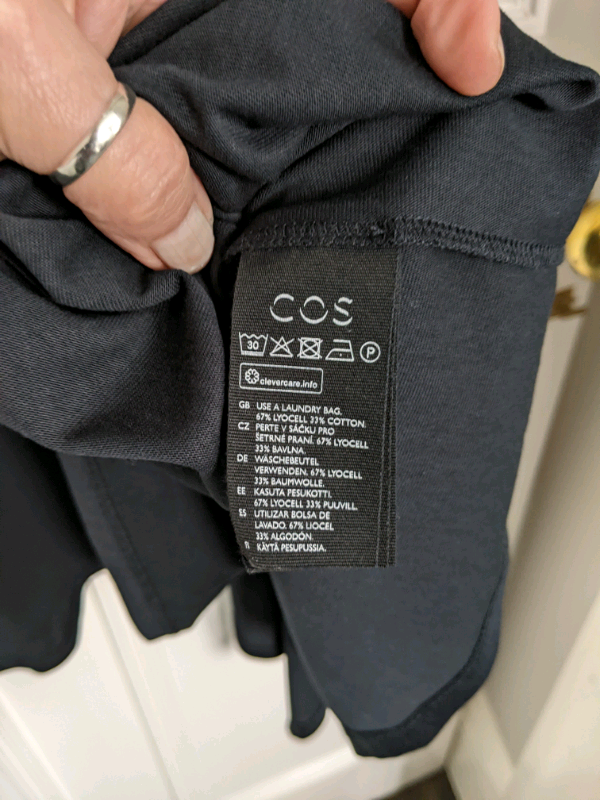 COS
30
P
clevercare.info
GB USE A LAUNDRY BAG.
67% LYOCELL 33% COTTON.
CZ PERTE V SÁČKU PRO
ŠETRNÉ PRANÍ. 67% LYOCELL
33% BAVLNA.
DE WÄSCHEBEUTEL
VERWENDEN. 67% LYOCELL
33% BAUMWOLLE.
EE KASUTA PESUKOTTI.
67% LYOCELL 33% PUUVILL.
ES UTILIZAR BOLSA DE
LAVADO. 67% LIOCEL
33% ALGODÓN.
FI KÄYTÄ PESUPUSSIA.